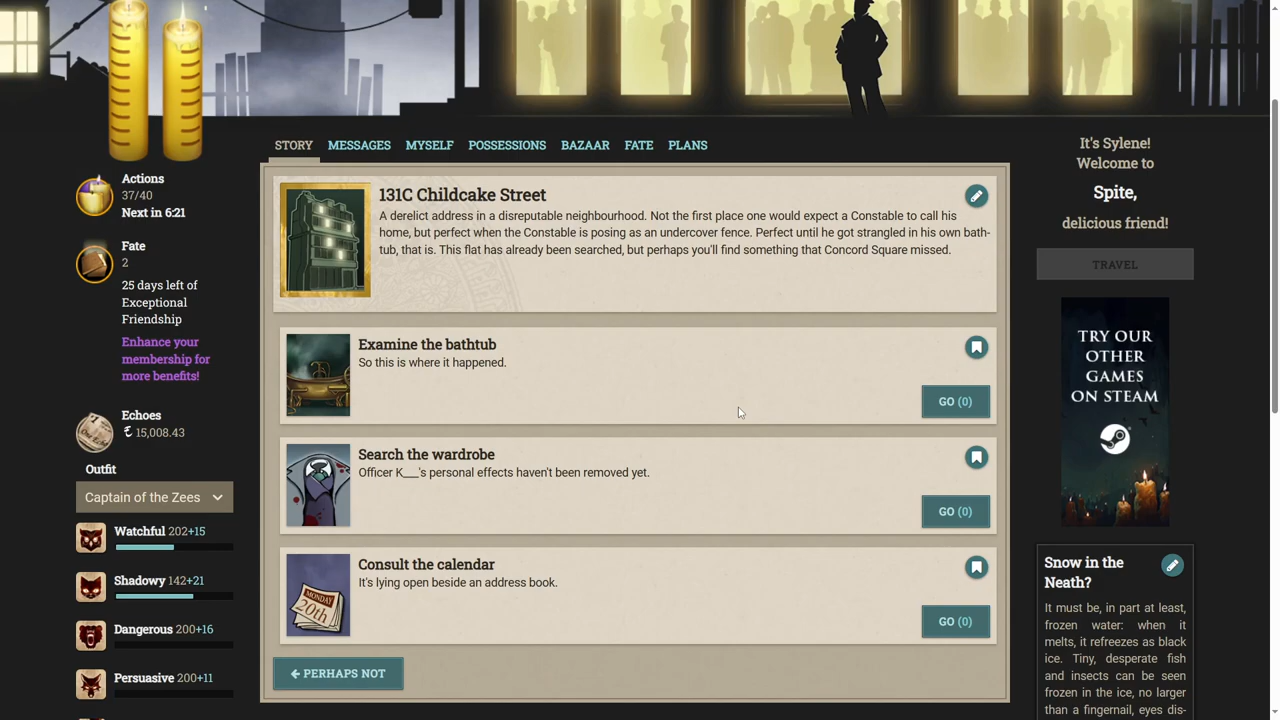 STORY MESSAGES MYSELF POSSESSIONS BAZAAR FATE PLANS
Actions
37/40
Next in 6:21
Fate
2
25 days left of
Exceptional
Friendship
Enhance your
membership for
more benefits!
Echoes
15,008.43
Outfit
Captain of the Zees
Watchful 202+15
Shadowy 142+21
Dangerous 200+16
Persuasive 200+11
131C Childcake Street
A derelict address in a disreputable neighbourhood. Not the first place one would expect a Constable to call his
home, but perfect when the Constable is posing as an undercover fence. Perfect until he got strangled in his own bath-
tub, that is. This flat has already been searched, but perhaps you'll find something that Concord Square missed.
Examine the bathtub
So this is where it happened.
GO (0)
Search the wardrobe
Officer K__'s personal effects haven't been removed yet.
GO (0)
MONDAY
20th
Consult the calendar
It's lying open beside an address book.
GO (0)
PERHAPS NOT
It's Sylene!
Welcome to
Spite,
delicious friend!
TRAVEL
TRY OUR
OTHER
GAMES
ON STEAM
Snow in the
Neath?
It must be, in part at least,
frozen water: when it
melts, it refreezes as black
ice. Tiny, desperate fish
and insects can be seen
frozen in the ice, no larger
than a fingernail, eyes dis-